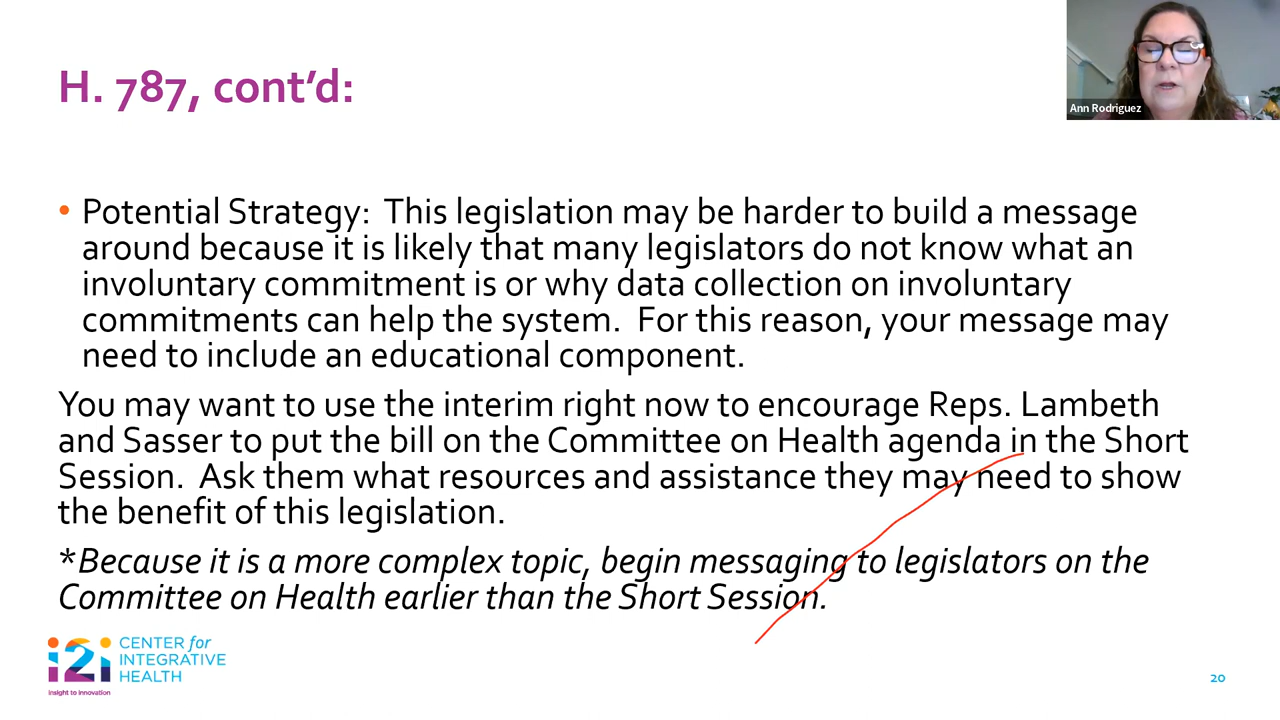 H. 787, cont’d:
Ann Rodriguez
• Potential Strategy:  This legislation may be harder to build a message
around because it is likely that many legislators do not know what an
involuntary commitment is or why data collection on involuntary
commitments can help the system.  For this reason, your message may
need to include an educational component.
You may want to use the interim right now to encourage Reps. Lambeth
and Sasser to put the bill on the Committee on Health agenda in the Short
Session.  Ask them what resources and assistance they may need to show
the benefit of this legislation.
*Because it is a more complex topic, begin messaging to legislators on the
Committee on Health earlier than the Short Session.
i2i
CENTER for
INTEGRATIVE
HEALTH
Insight to Innovation
20